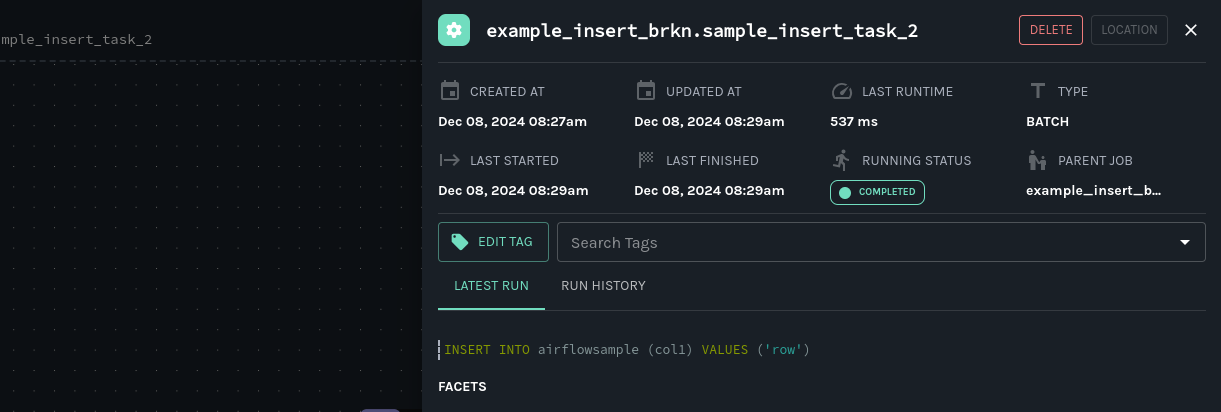 mple_insert_task_2
example_insert_brkn.sample_insert_task_2
DELETE
LOCATION
CREATED AT
UPDATED AT
LAST RUNTIME
TYPE
Dec 08, 2024 08:27am
Dec 08, 2024 08:29am
537 ms
BATCH
LAST STARTED
LAST FINISHED
RUNNING STATUS
PARENT JOB
Dec 08, 2024 08:29am
Dec 08, 2024 08:29am
COMPLETED
example_insert_b...
EDIT TAG
Search Tags
LATEST RUN
RUN HISTORY
INSERT INTO airflowsample (col1) VALUES ('row')
FACETS